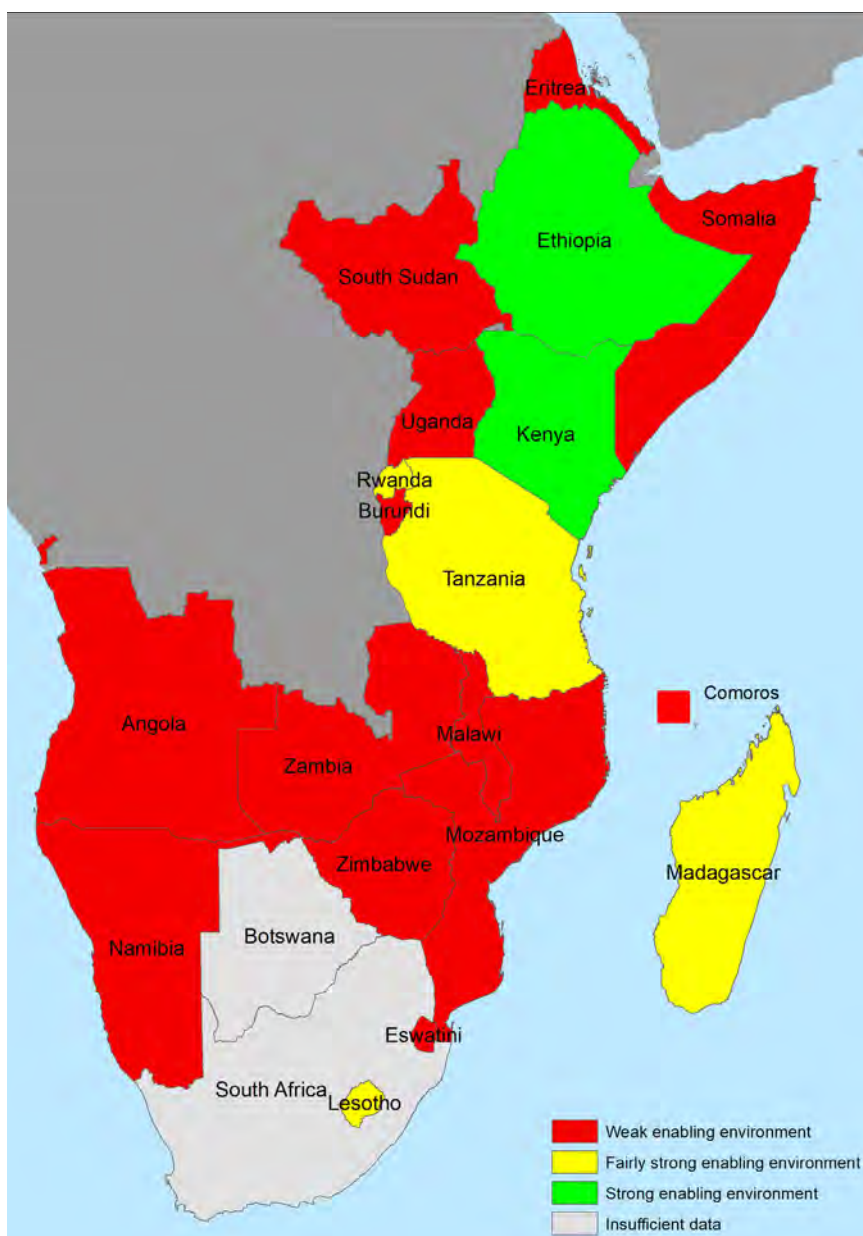 Eritrea
Somalia
Ethiopia
South Sudan
Uganda
Kenya
Rwanda
Burundi
Tanzania
Comoros
Angola
Malawi
Zambia
Mozambique
Zimbabwe
Madagascar
Botswana
Namibia
Eswatini
South Africa
Lesotho
Weak enabling environment
Fairly strong enabling environment
Strong enabling environment
Insufficient data